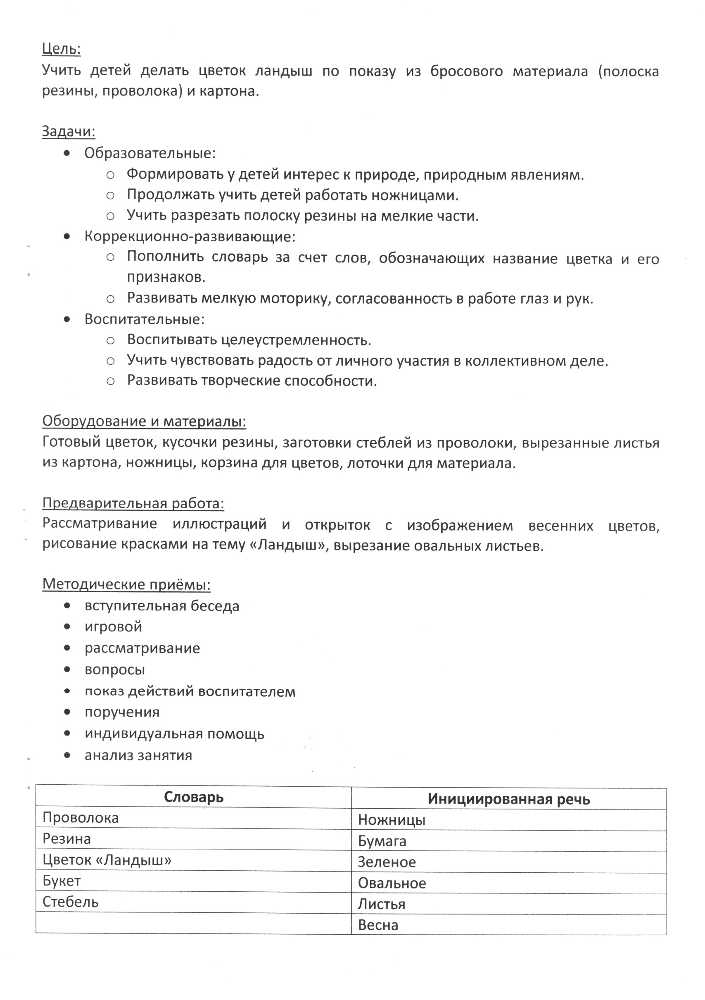 Цель:
Учить детей делать цветок ландыш по показу из бросового материала (полоска
резины, проволока) и картона.
Задачи:
• Образовательные:
o Формировать у детей интерес к природе, природным явлениям.
o Продолжать учить детей работать ножницами.
o Учить разрезать полоску резины на мелкие части.
• Коррекционно-развивающие:
o Пополнить словарь за счет слов, обозначающих название цветка и его
признаков.
o Развивать мелкую моторику, согласованность в работе глаз и рук.
• Воспитательные:
o Воспитывать целеустремленность.
o Учить чувствовать радость от личного участия в коллективном деле.
o Развивать творческие способности.
Оборудование и материалы:
Готовый цветок, кусочки резины, заготовки стеблей из проволоки, вырезанные листья
из картона, ножницы, корзина для цветов, лоточки для материала.
Предварительная работа:
Рассматривание иллюстраций и открыток с изображением весенних цветов,
рисование красками на тему «Ландыш», вырезание овальных листьев.
Методические приёмы:
• вступительная беседа
• игровой
• рассматривание
• вопросы
• показ действий воспитателем
• поручения
• индивидуальная помощь
• анализ занятия
Словарь Инициированная речь
Проволока Ножницы
Резина Бумага
Цветок «Ландыш» Зеленое
Букет Овальное
Стебель Листья
Весна